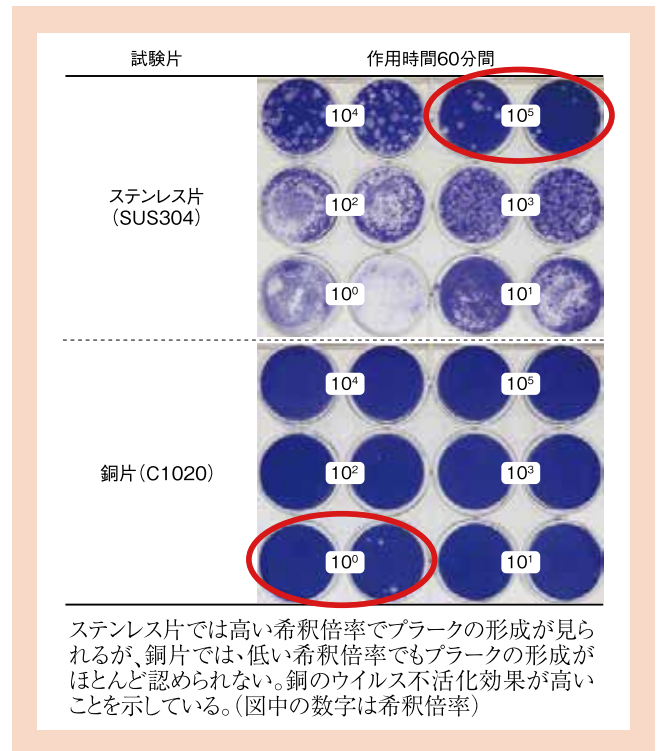 試験片 作用時間60分間
10⁴ 10⁵
ステンレス片
(SUS304)
10² 10³
10⁰ 10¹
10⁴ 10⁵
銅片(C1020)
10² 10³
10⁰ 10¹
ステンレス片では高い希釈倍率でプラークの形成が見ら
れるが、銅片では、低い希釈倍率でもプラークの形成が
ほとんど認められない。銅のウイルス不活化効果が高い
ことを示している。(図中の数字は希釈倍率)